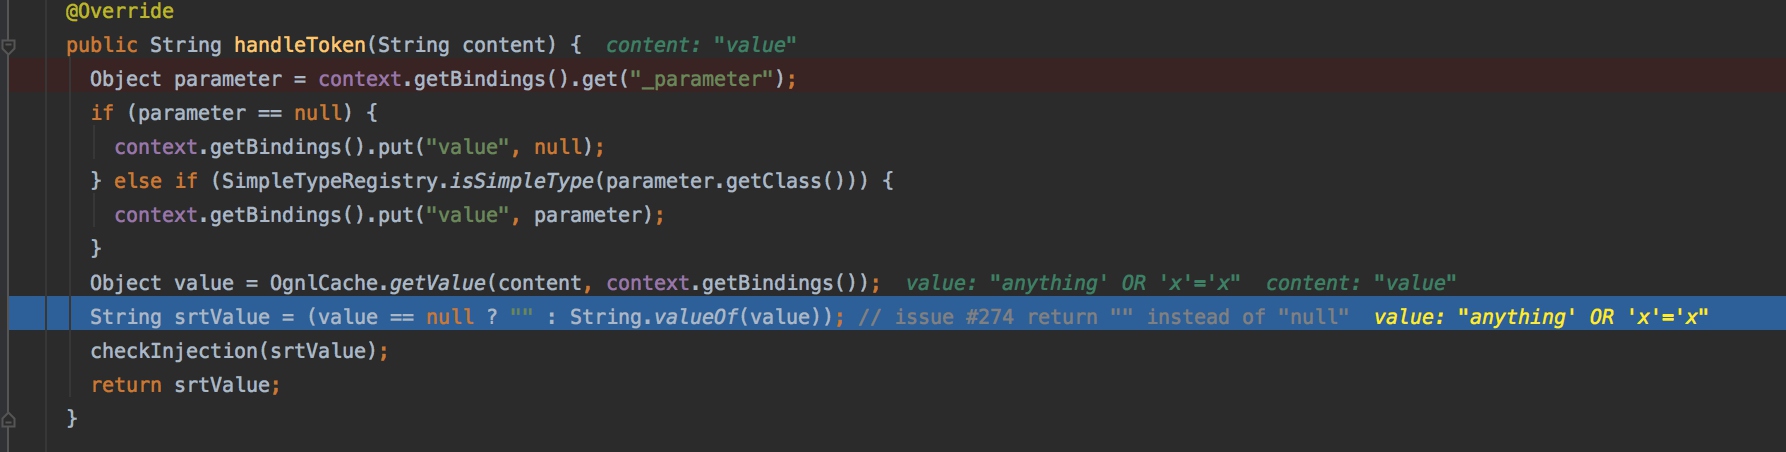 @Override
public String handleToken(String content) {  content: "value"
Object parameter = context.getBindings().get("_parameter");
if (parameter == null) {
context.getBindings().put("value", null);
} else if (SimpleTypeRegistry.isSimpleType(parameter.getClass())) {
context.getBindings().put("value", parameter);
}
Object value = OgnlCache.getValue(content, context.getBindings());  value: "anything' OR 'x'='x"  content: "value"
String srtValue = (value == null ? "" : String.valueOf(value)); // issue #274 return "" instead of "null"  value: "anything' OR 'x'='x"
checkInjection(srtValue);
return srtValue;
}